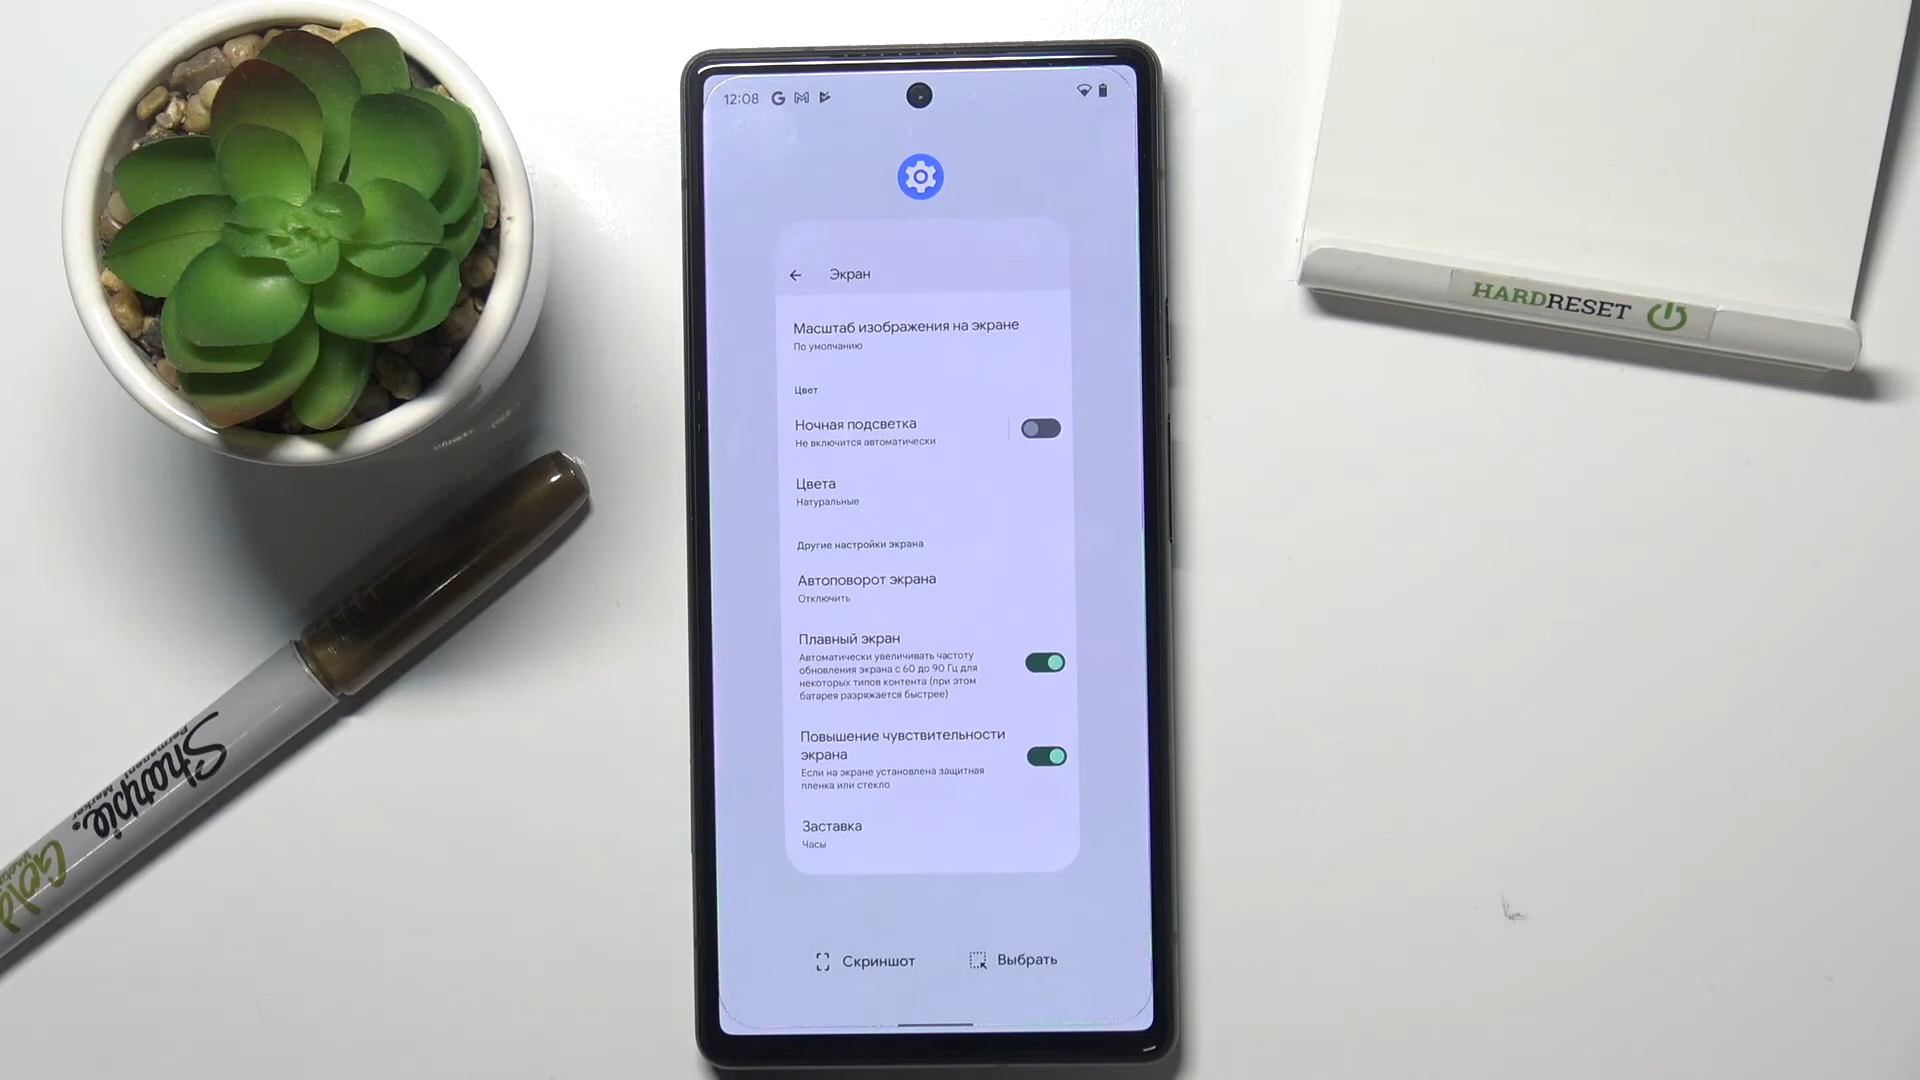 12:08
Экран
Масштаб изображения на экране
По умолчанию
Цвет
Ночная подсветка
Не включится автоматически
Цвета
Натуральные
Другие настройки экрана
Автоповорот экрана
Отключить
Плавный экран
Автоматически увеличивать частоту
обновления экрана с 60 до 90 Гц для
некоторых типов контента (при этом
батарея разряжается быстрее)
Повышение чувствительности
экрана
Если на экране установлена защитная
пленка или стекло
Заставка
Часы
Скриншот
Выбрать
HARDRESET
Sharpie
Permanent Marker
Gold